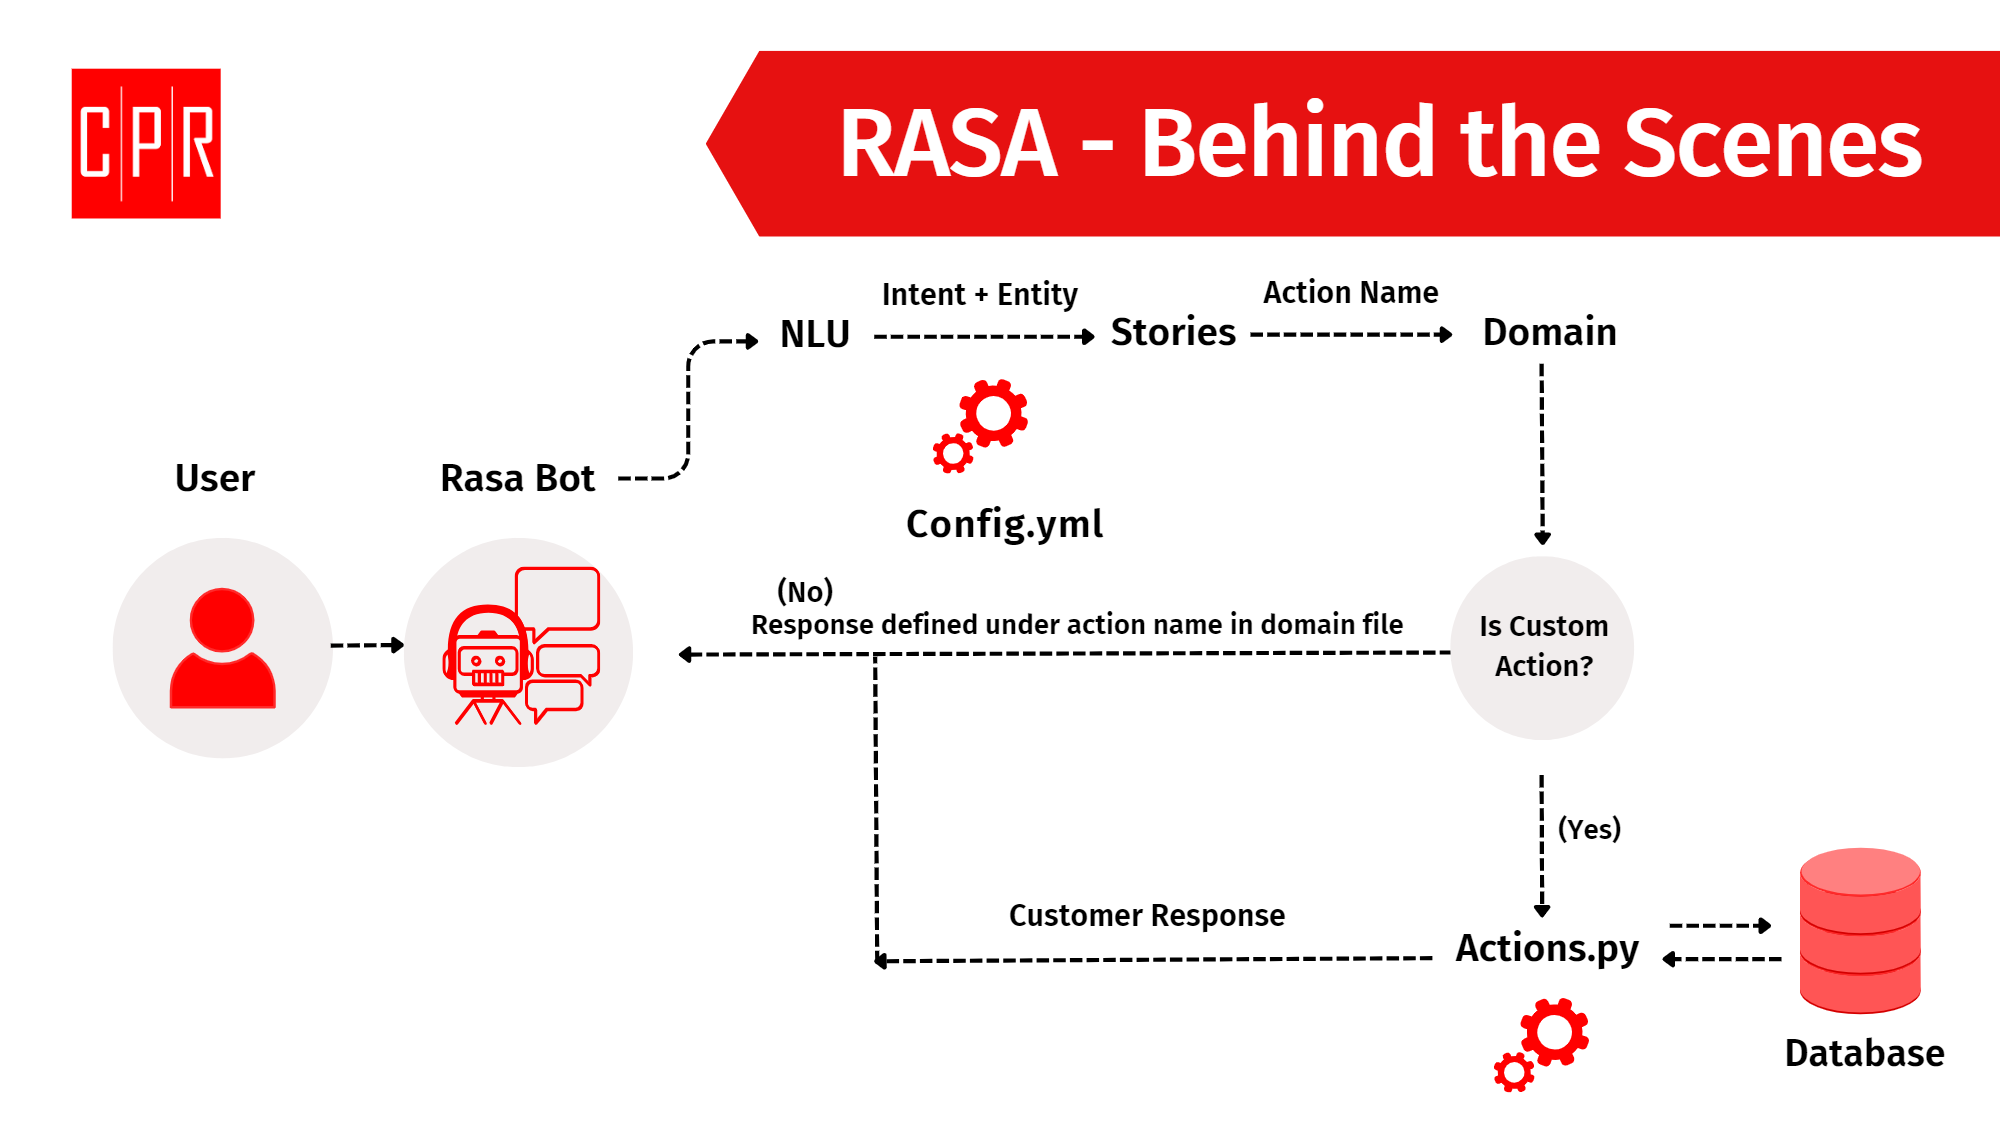 CPR
RASA - Behind the Scenes
Intent + Entity
Action Name
NLU
Stories
Domain
User
Rasa Bot
Config.yml
(No)
Response defined under action name in domain file
Is Custom
Action?
(Yes)
Customer Response
Actions.py
Database